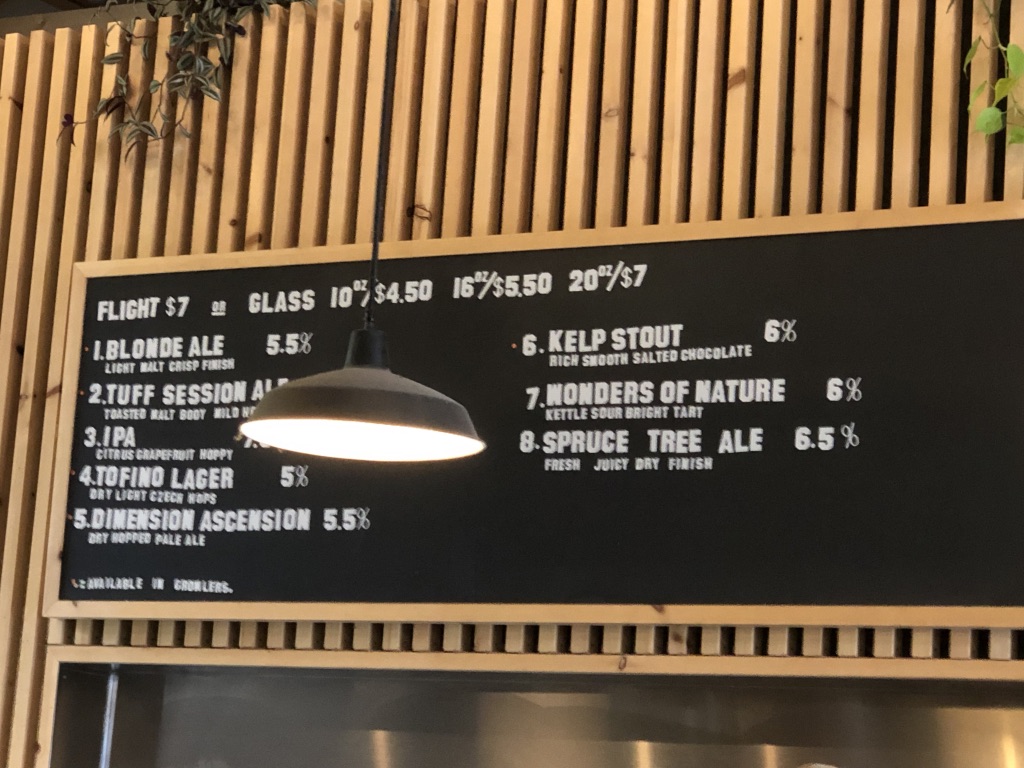 FLIGHT $7 OR GLASS 10OZ/$4.50 16OZ/$5.50 20OZ/$7
1. BLONDE ALE 5.5%
LIGHT MALT CRISP FINISH
2. TUFF SESSION
TOASTED MALT BODY MILD
3. IPA
CITRUS GRAPEFRUIT HOPPY
4. TOFINO LAGER 5%
DRY LIGHT CZECH HOPS
5. DIMENSION ASCENSION 5.5%
DRY HOPPED PALE ALE
= AVAILABLE IN GROWLERS.
6. KELP STOUT 6%
RICH SMOOTH SALTED CHOCOLATE
7. WONDERS OF NATURE 6%
KETTLE SOUR BRIGHT TART
8. SPRUCE TREE ALE 6.5%
FRESH JUICY DRY FINISH